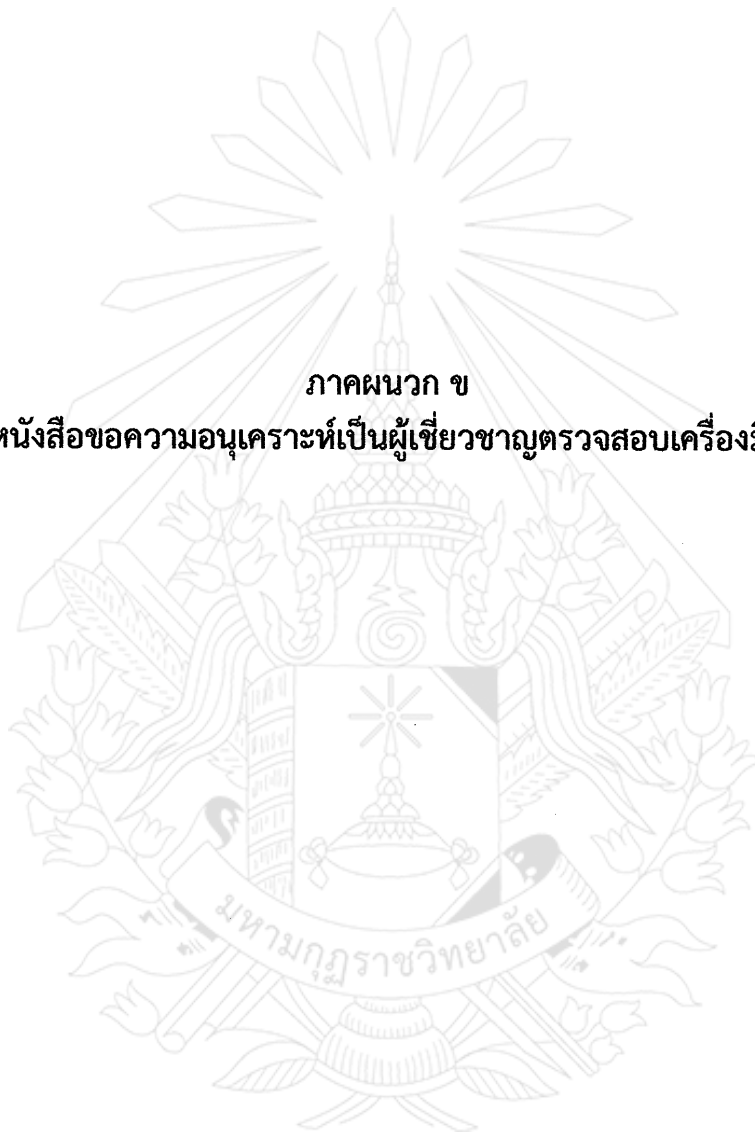 ภาคผนวก ข
หนังสือขอความอนุเคราะห์เป็นผู้เชี่ยวชาญตรวจสอบเครื่องมื
มหามกุฏราชวิทยาลัย